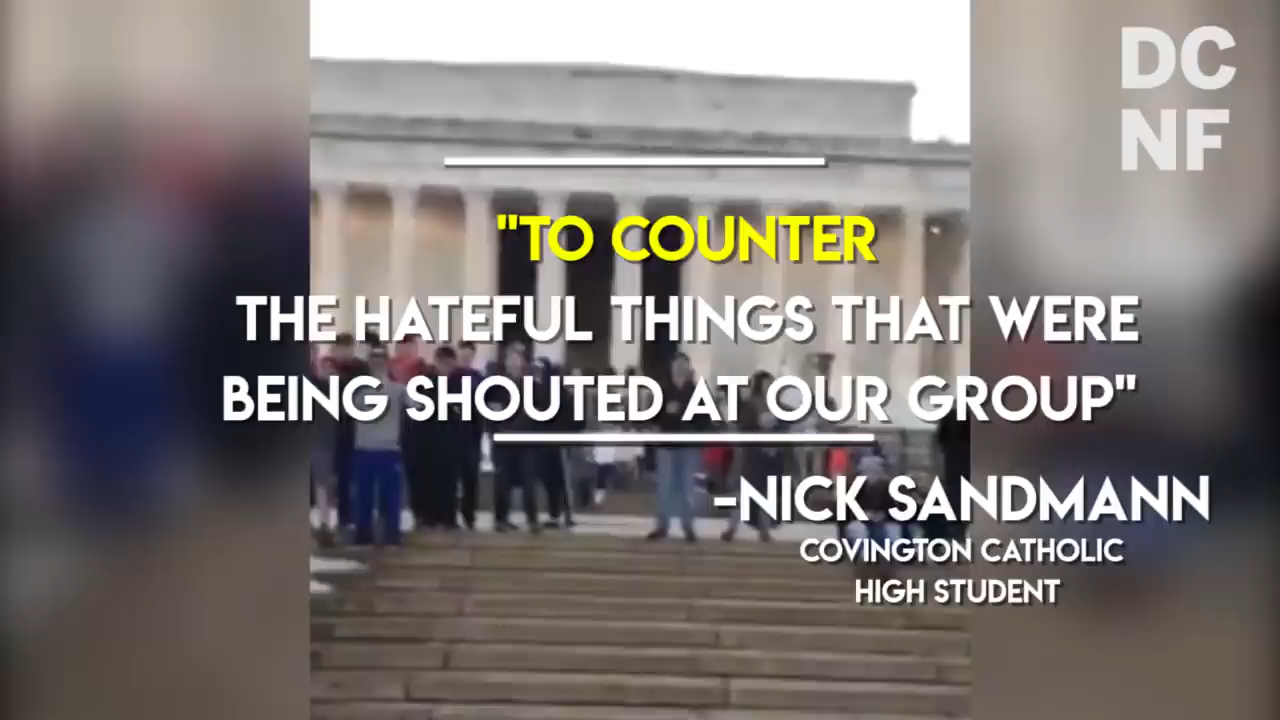 DC
NF
"TO COUNTER
THE HATEFUL THINGS THAT WERE
BEING SHOUTED AT OUR GROUP"
-NICK SANDMANN
COVINGTON CATHOLIC
HIGH STUDENT